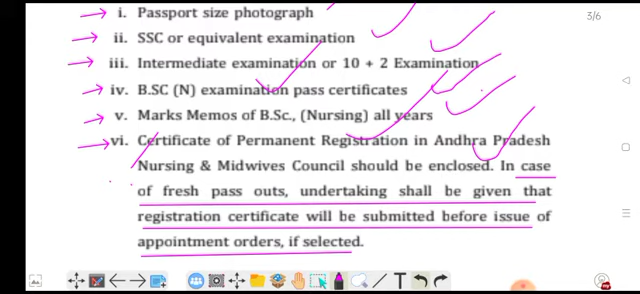 3/6
i. Passport size photograph
ii. SSC or equivalent examination
iii. Intermediate examination or 10 + 2 Examination
iv. B.SC (N) examination pass certificates
v. Marks Memos of B.Sc., (Nursing) all years
vi. Certificate of Permanent Registration in Andhra Pradesh
Nursing & Midwives Council should be enclosed. In case
of fresh pass outs, undertaking shall be given that
registration certificate will be submitted before issue of
appointment orders, if selected.
T